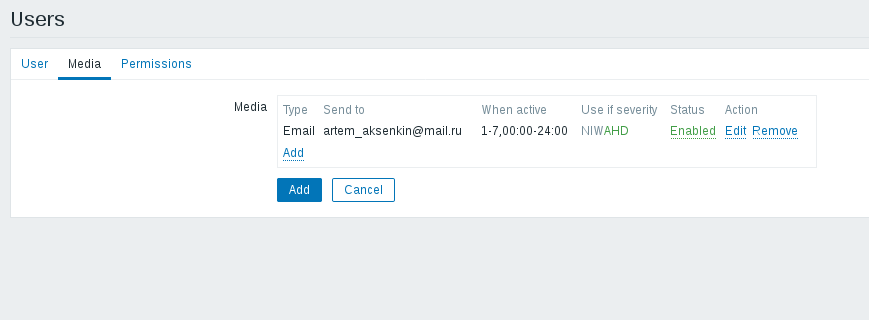 Users
User Media Permissions
Media Type Send to When active Use if severity Status Action
Email artem_aksenkin@mail.ru 1-7,00:00-24:00 NIWAHD Enabled Edit Remove
Add
Add Cancel